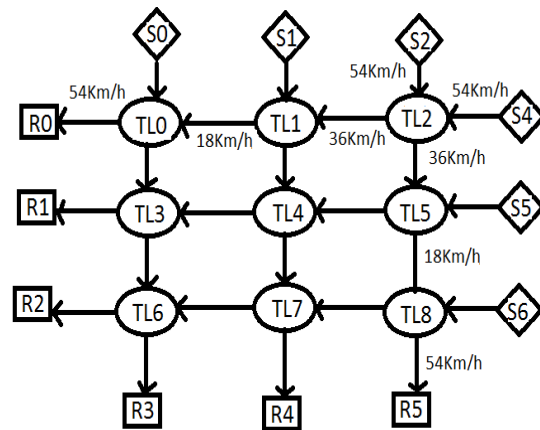 S0 S1 S2
54Km/h 54Km/h 54Km/h
R0 TL0 TL1 TL2 S4
18Km/h 36Km/h
36Km/h
R1 TL3 TL4 TL5 S5
18Km/h
R2 TL6 TL7 TL8 S6
54Km/h
R3 R4 R5